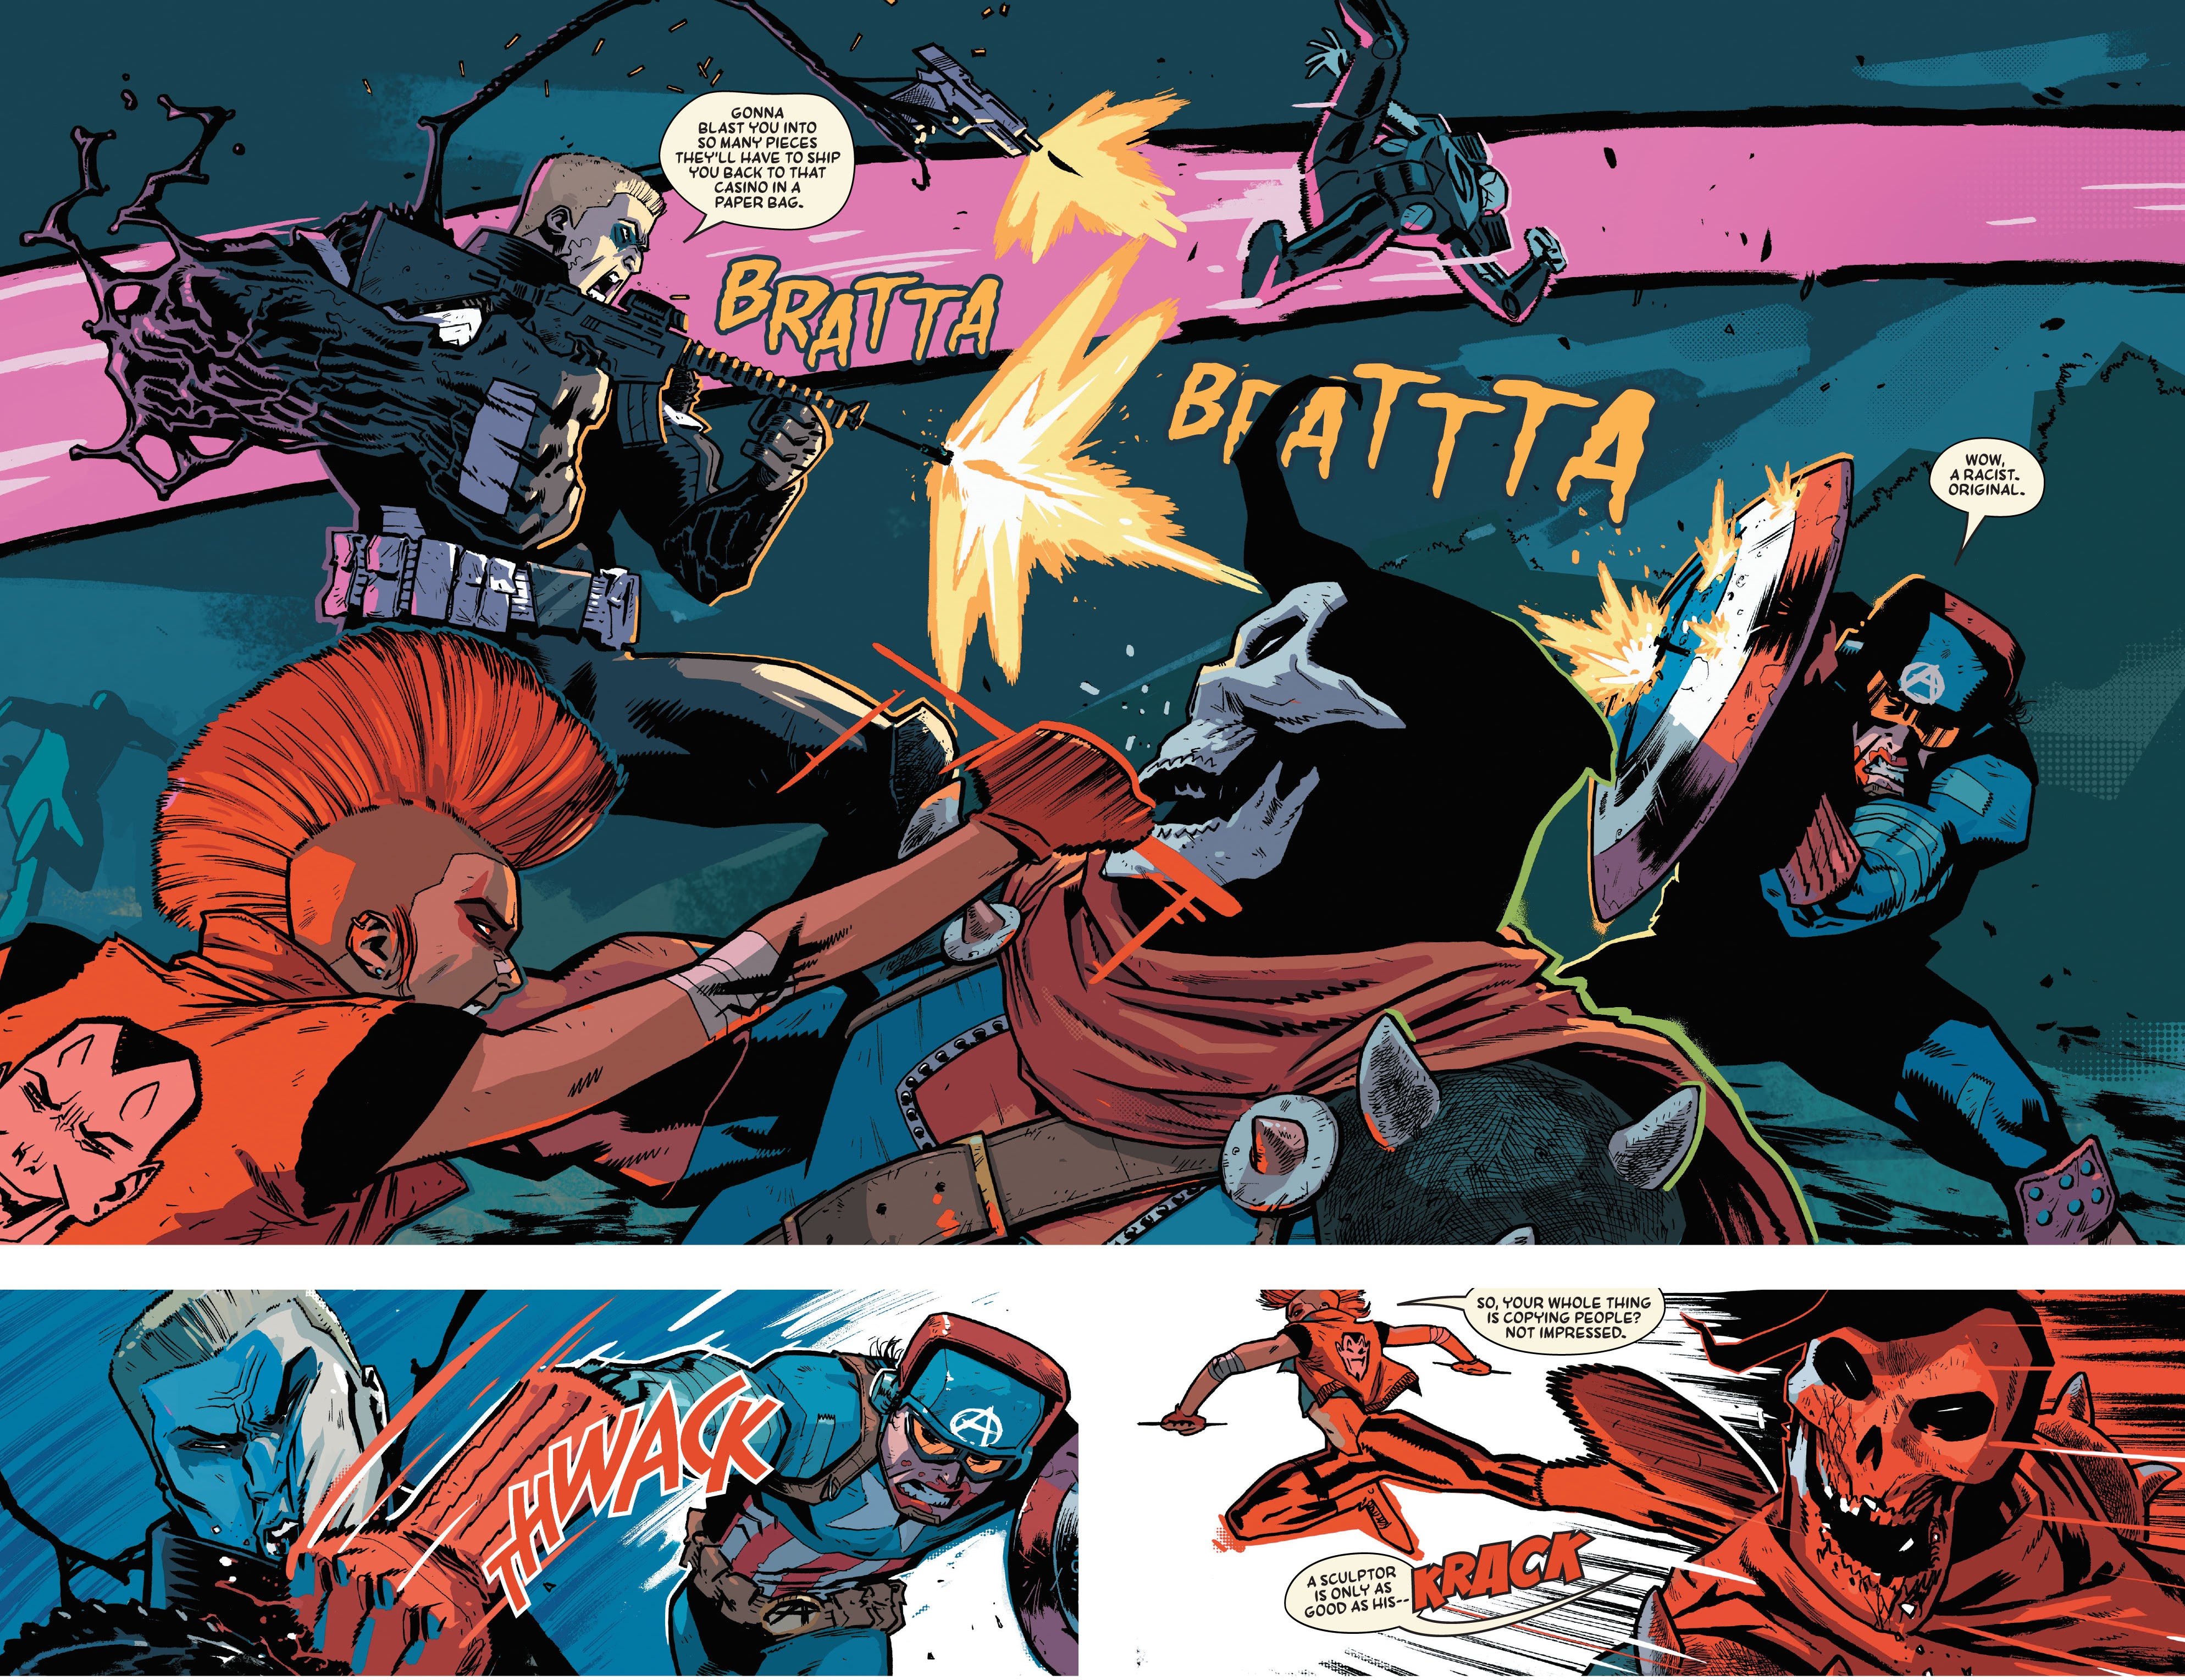 GONNA
BLAST YOU INTO
SO MANY PIECES
THEY'LL HAVE TO SHIP
YOU BACK TO THAT
CASINO IN A
PAPER BAG.
BRATTA
BRATTTTA
WOW,
A RACIST.
ORIGINAL.
THWACK
SO, YOUR WHOLE THING
IS COPYING PEOPLE?
NOT IMPRESSED.
A SCULPTOR
IS ONLY AS
GOOD AS HIS--
KRACK